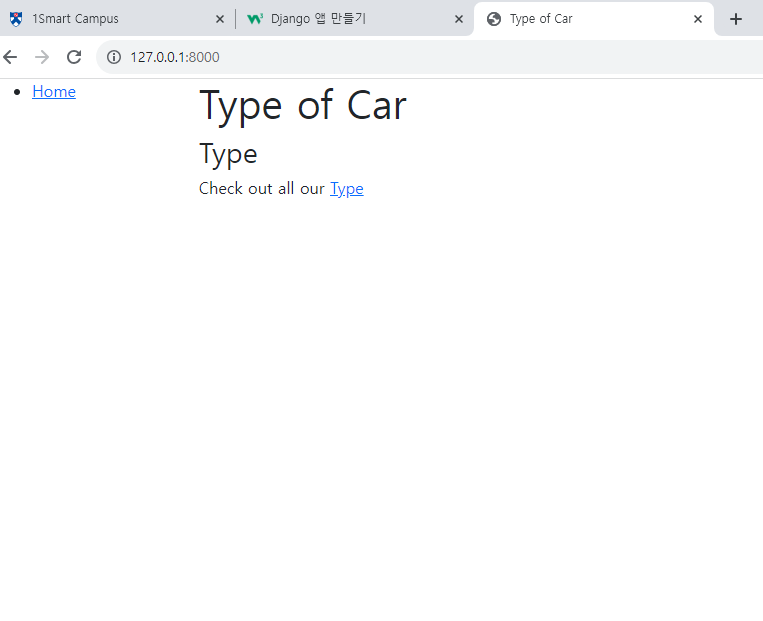 1Smart Campus
Django 앱 만들기
Type of Car
127.0.0.1:8000
Home
Type of Car
Type
Check out all our Type